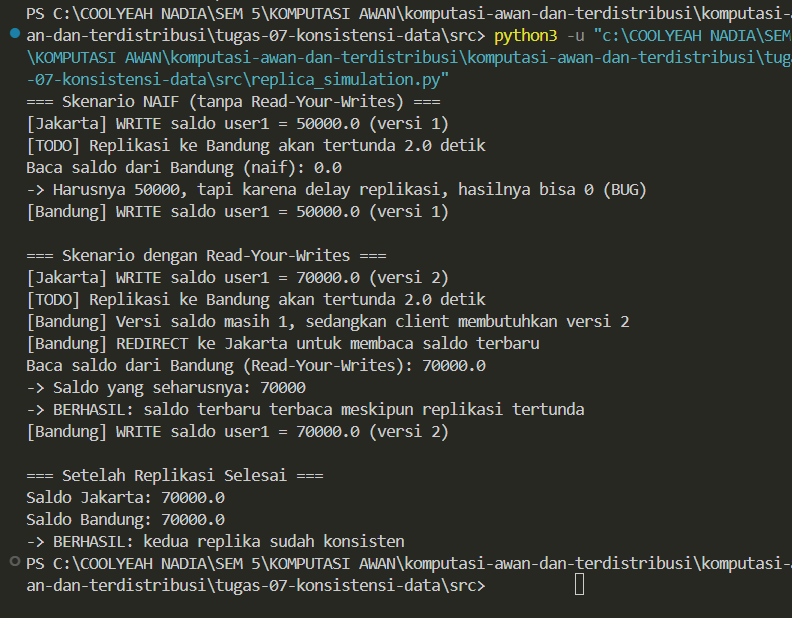 PS C:\COOLYEAH NADIA\SEM 5\KOMPUTASI AWAN\komputasi-awan-dan-terdistribusi\komputasi-
an-dan-terdistribusi\tugas-07-konsistensi-data\src> python3 -u "c:\COOLYEAH NADIA\SEM
\KOMPUTASI AWAN\komputasi-awan-dan-terdistribusi\komputasi-awan-dan-terdistribusi\tug
-07-konsistensi-data\src\replica_simulation.py"
=== Skenario NAIF (tanpa Read-Your-Writes) ===
[Jakarta] WRITE saldo user1 = 50000.0 (versi 1)
[TODO] Replikasi ke Bandung akan tertunda 2.0 detik
Baca saldo dari Bandung (naif): 0.0
-> Harusnya 50000, tapi karena delay replikasi, hasilnya bisa 0 (BUG)
[Bandung] WRITE saldo user1 = 50000.0 (versi 1)
=== Skenario dengan Read-Your-Writes ===
[Jakarta] WRITE saldo user1 = 70000.0 (versi 2)
[TODO] Replikasi ke Bandung akan tertunda 2.0 detik
[Bandung] Versi saldo masih 1, sedangkan client membutuhkan versi 2
[Bandung] REDIRECT ke Jakarta untuk membaca saldo terbaru
Baca saldo dari Bandung (Read-Your-Writes): 70000.0
-> Saldo yang seharusnya: 70000
-> BERHASIL: saldo terbaru terbaca meskipun replikasi tertunda
[Bandung] WRITE saldo user1 = 70000.0 (versi 2)
=== Setelah Replikasi Selesai ===
Saldo Jakarta: 70000.0
Saldo Bandung: 70000.0
-> BERHASIL: kedua replika sudah konsisten
PS C:\COOLYEAH NADIA\SEM 5\KOMPUTASI AWAN\komputasi-awan-dan-terdistribusi\komputasi-
an-dan-terdistribusi\tugas-07-konsistensi-data\src>